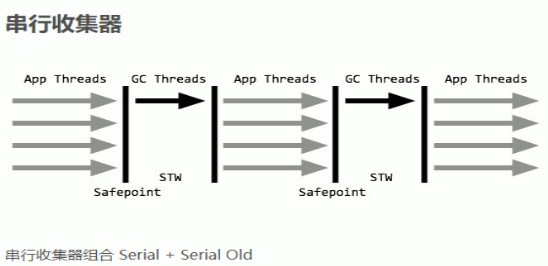 串行收集器
App Threads GC Threads App Threads GC Threads App Threads
STW STW
Safepoint Safepoint
串行收集器组合 Serial + Serial Old